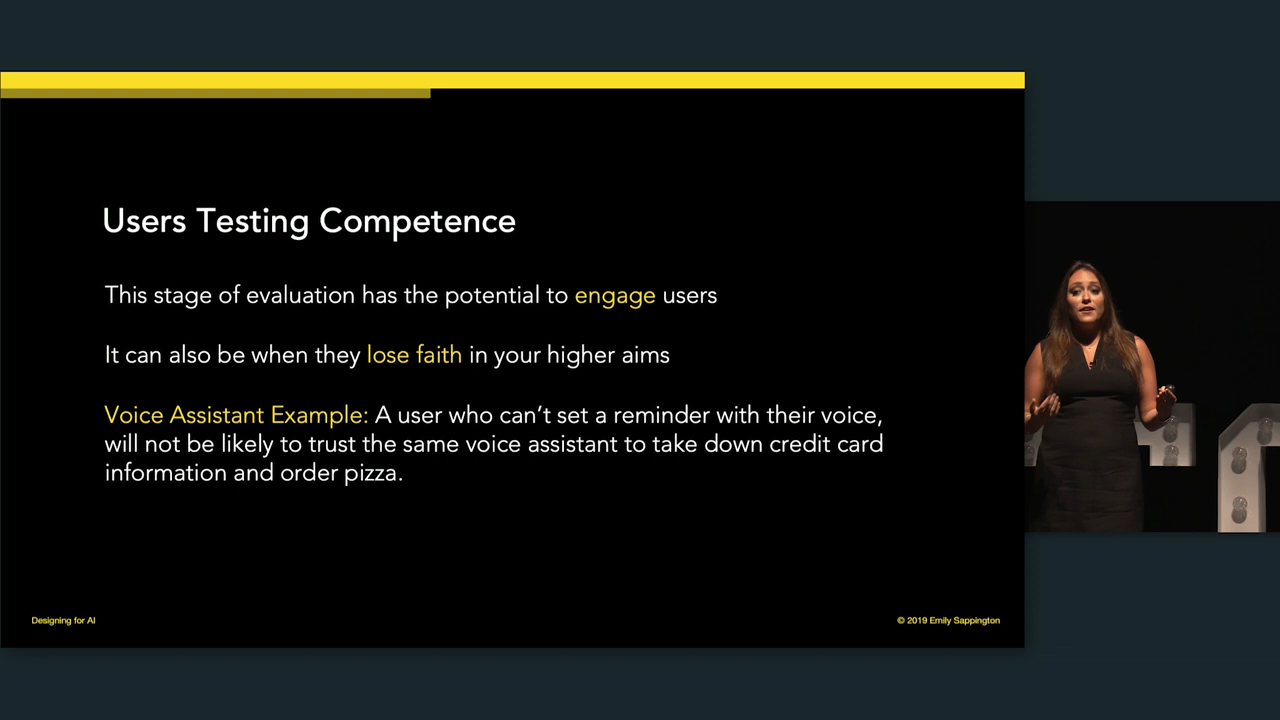 Users Testing Competence
This stage of evaluation has the potential to engage users
It can also be when they lose faith in your higher aims
Voice Assistant Example: A user who can’t set a reminder with their voice,
will not be likely to trust the same voice assistant to take down credit card
information and order pizza.
Designing for AI
© 2019 Emily Sappington